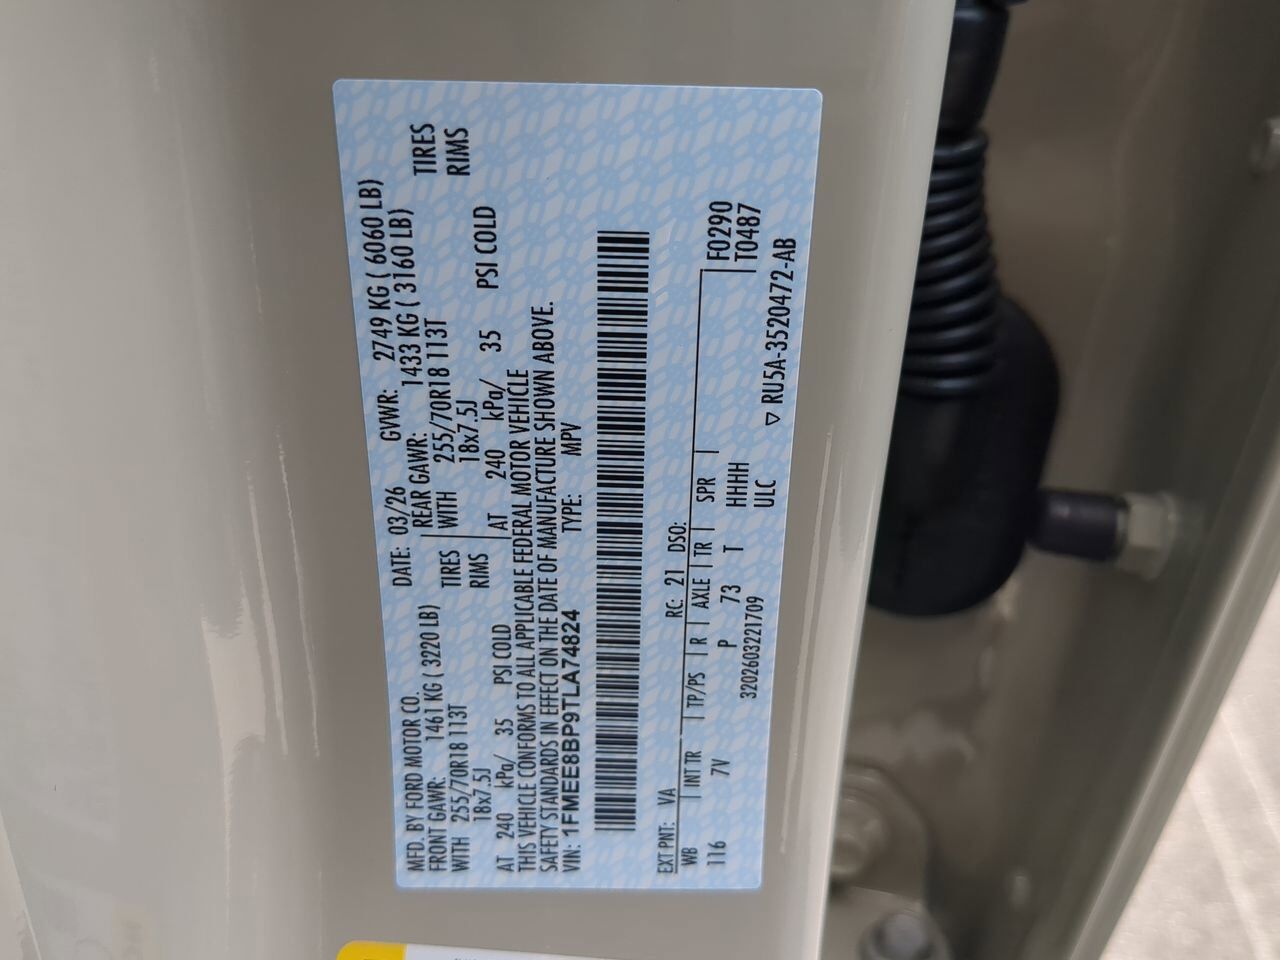 MFD. BY FORD MOTOR CO. DATE: 03/26 GVWR: 2749 KG ( 6060 LB)
FRONT GAWR: 1461 KG ( 3220 LB) REAR GAWR: 1433 KG ( 3160 LB)
WITH 255/70R18 113T TIRES WITH 255/70R18 113T TIRES
18x7.5J RIMS 18x7.5J RIMS
AT 240 kPa/ 35 PSI COLD AT 240 kPa/ 35 PSI COLD
THIS VEHICLE CONFORMS TO ALL APPLICABLE FEDERAL MOTOR VEHICLE
SAFETY STANDARDS IN EFFECT ON THE DATE OF MANUFACTURE SHOWN ABOVE.
VIN: 1FMEE8BP9TLA74824 TYPE: MPV
EXT PNT: VA RC: 21 DSO:
WB INT TR TP/PS R AXLE TR SPR F0290
116 7V P 73 T HHHH T0487
3202603221709 ULC
▽ RU5A-3520472-AB